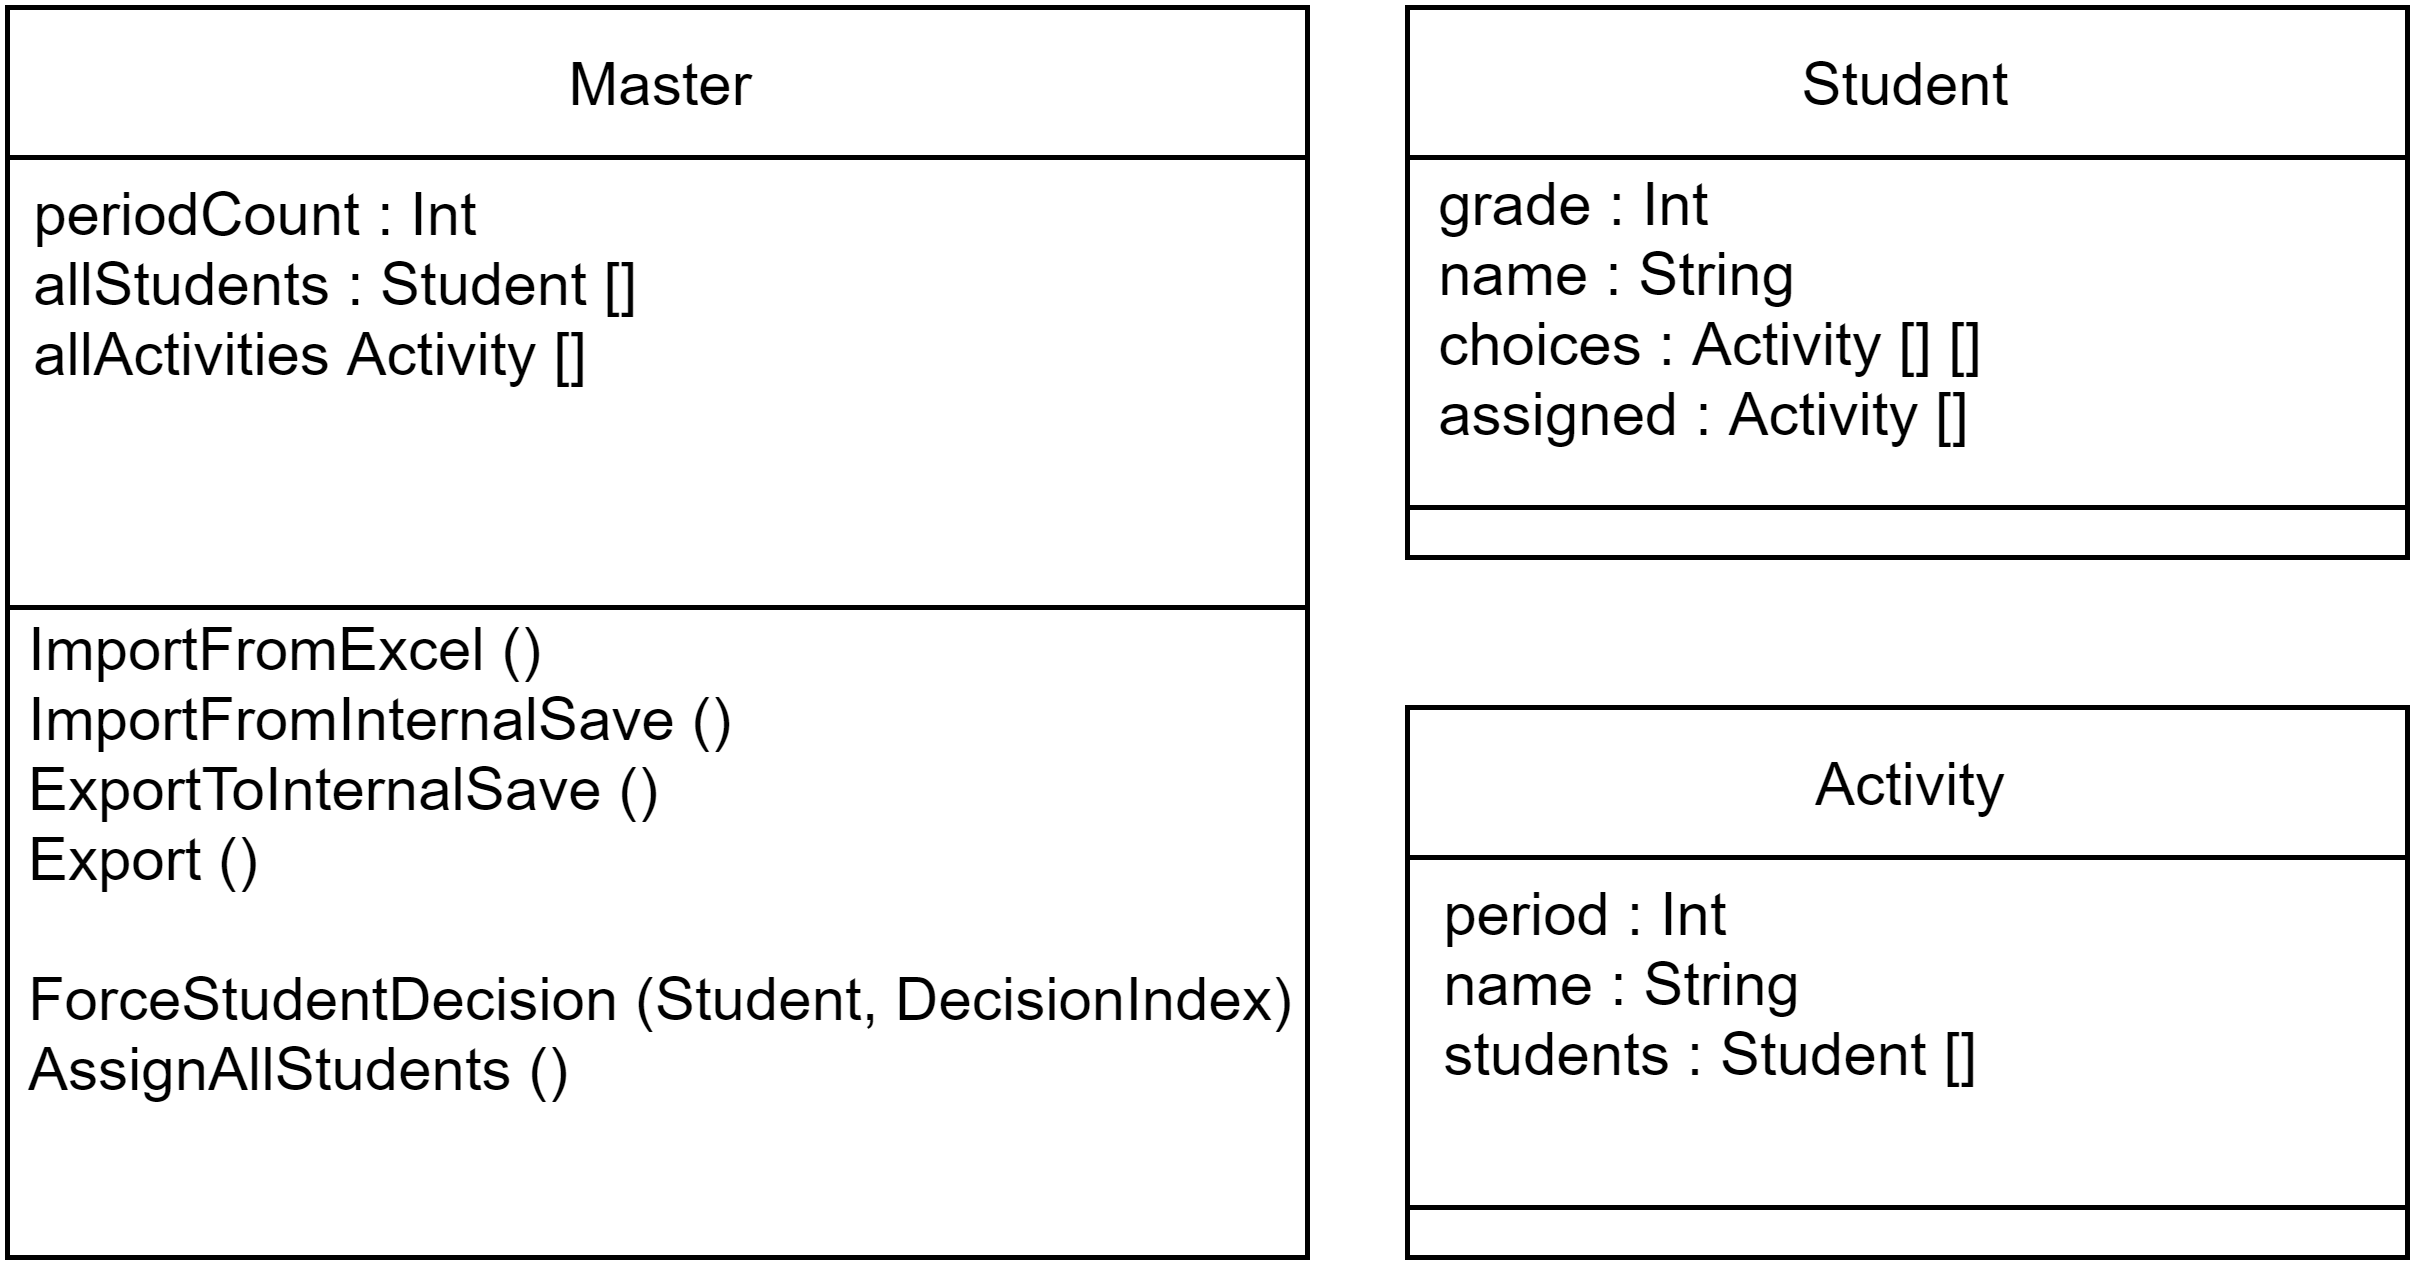 Master
periodCount : Int
allStudents : Student []
allActivities Activity []
ImportFromExcel ()
ImportFromInternalSave ()
ExportToInternalSave ()
Export ()
ForceStudentDecision (Student, DecisionIndex)
AssignAllStudents ()
Student
grade : Int
name : String
choices : Activity [] []
assigned : Activity []
Activity
period : Int
name : String
students : Student []